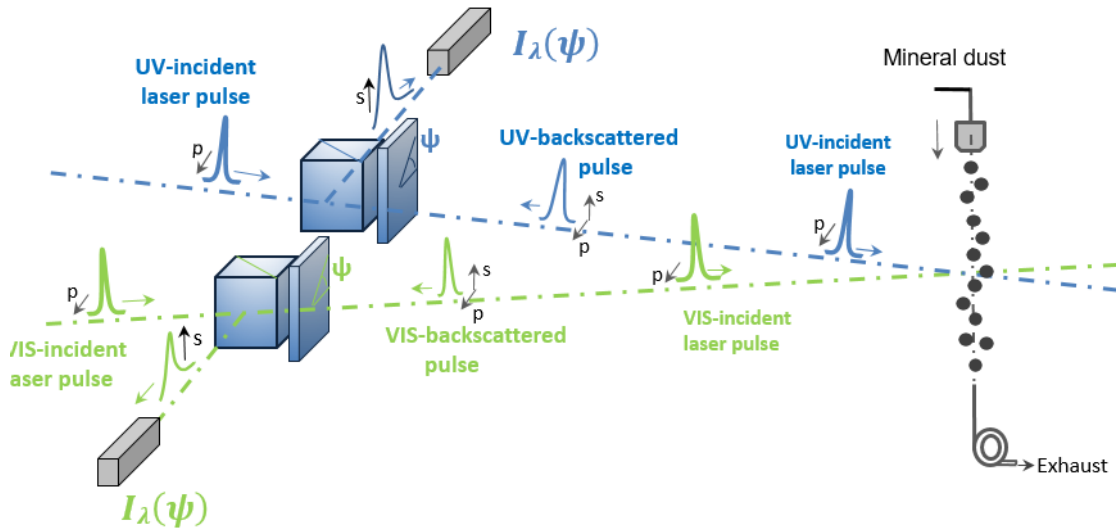 I_λ(ψ)
Mineral dust
UV-incident
laser pulse
s
ψ
p
UV-backscattered
pulse
UV-incident
laser pulse
s
p
p
ψ
s
p
p
p
VIS-backscattered
pulse
VIS-incident
laser pulse
VIS-incident
laser pulse
s
Exhaust
I_λ(ψ)